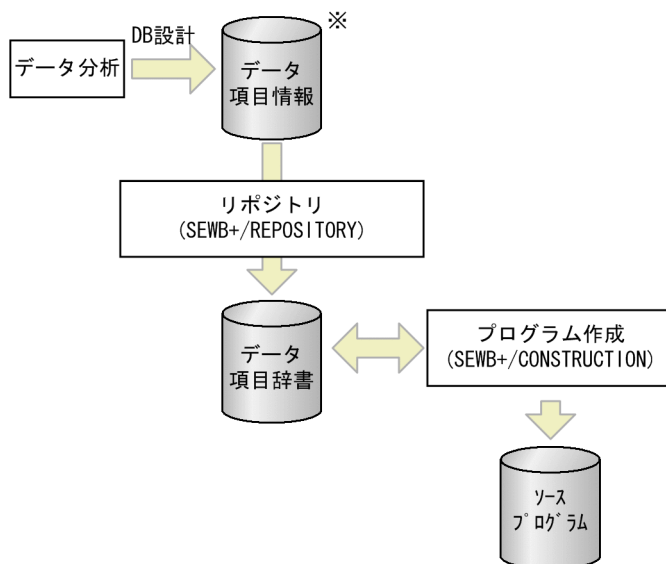 DB設計
※
データ分析
データ
項目情報
リポジトリ
(SEWB+/REPOSITORY)
データ
項目辞書
プログラム作成
(SEWB+/CONSTRUCTION)
ｿｰｽ
ﾌﾟﾛｸﾞﾗﾑ